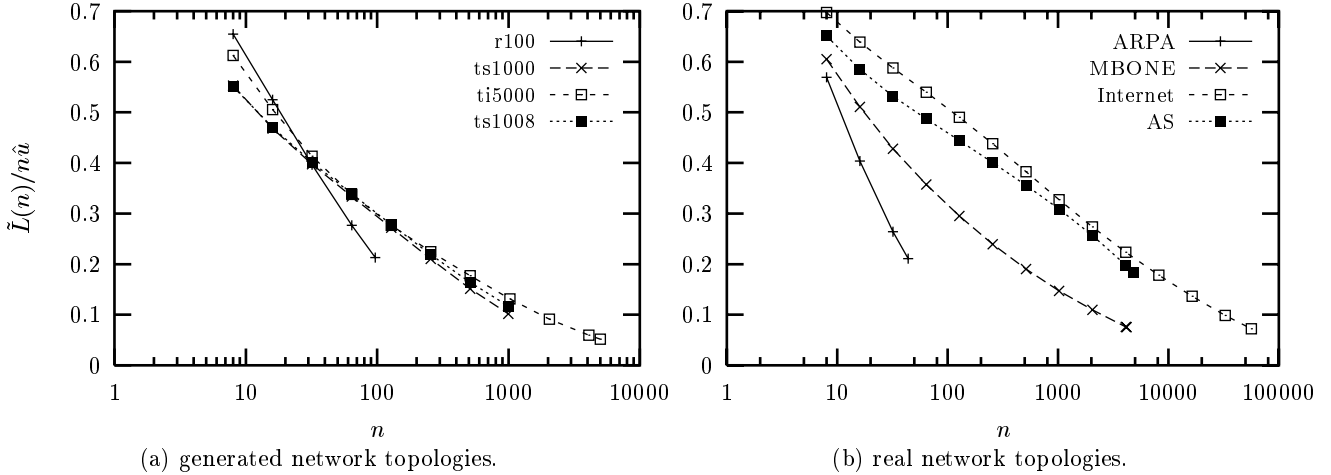 0.7
0.6
0.5
0.4
0.3
0.2
0.1
0
1
10
100
1000
10000
L̃(n)/nû
n
r100
ts1000
ti5000
ts1008
(a) generated network topologies.
0.7
0.6
0.5
0.4
0.3
0.2
0.1
0
1
10
100
1000
10000
100000
n
ARPA
MBONE
Internet
AS
(b) real network topologies.